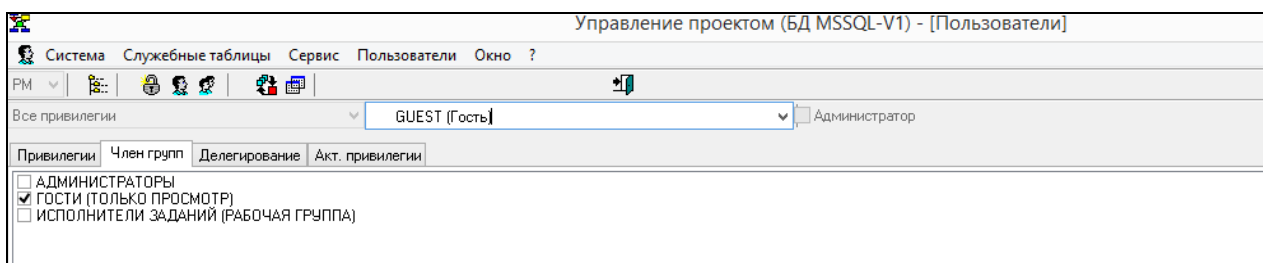 Управление проектом (БД MSSQL-V1) - [Пользователи]
Система Служебные таблицы Сервис Пользователи Окно ?
PM
Все привилегии GUEST (Гость) Администратор
Привилегии Член групп Делегирование Акт. привилегии
АДМИНИСТРАТОРЫ
ГОСТИ (ТОЛЬКО ПРОСМОТР)
ИСПОЛНИТЕЛИ ЗАДАНИЙ (РАБОЧАЯ ГРУППА)